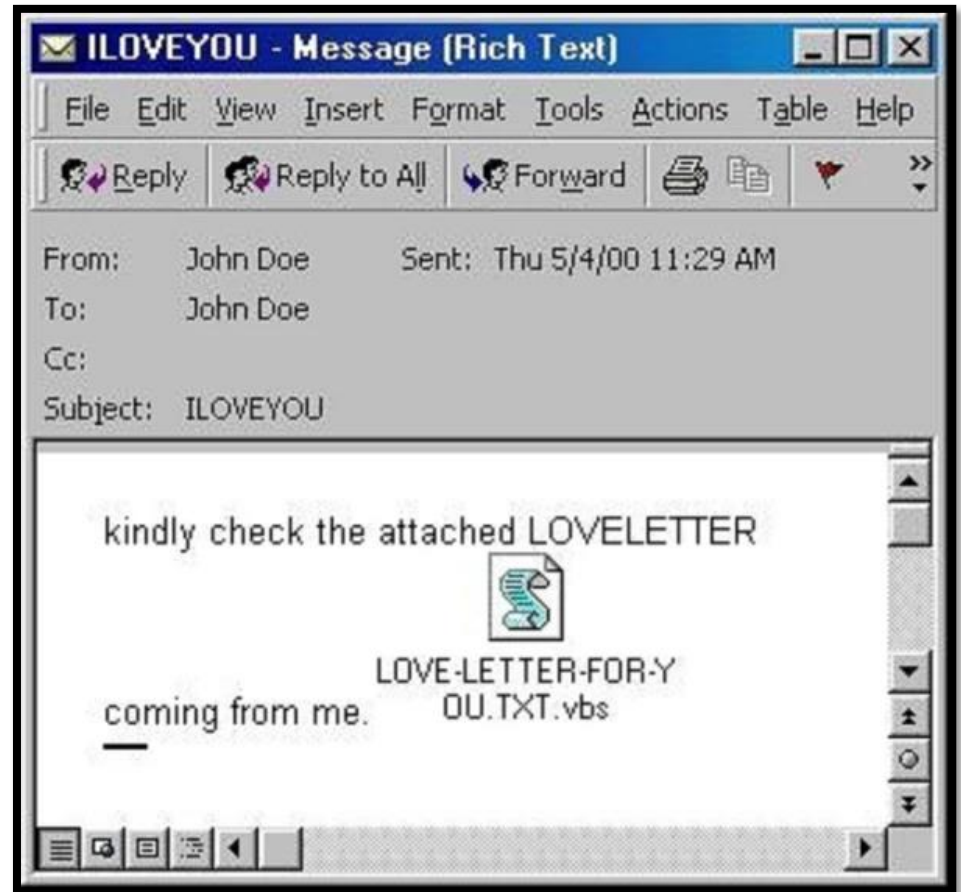 ILOVEYOU - Message (Rich Text)
File Edit View Insert Format Tools Actions Table Help
Reply Reply to All Forward
From: John Doe Sent: Thu 5/4/00 11:29 AM
To: John Doe
Cc:
Subject: ILOVEYOU
kindly check the attached LOVELETTER
LOVE-LETTER-FOR-Y
OU.TXT.vbs
coming from me.